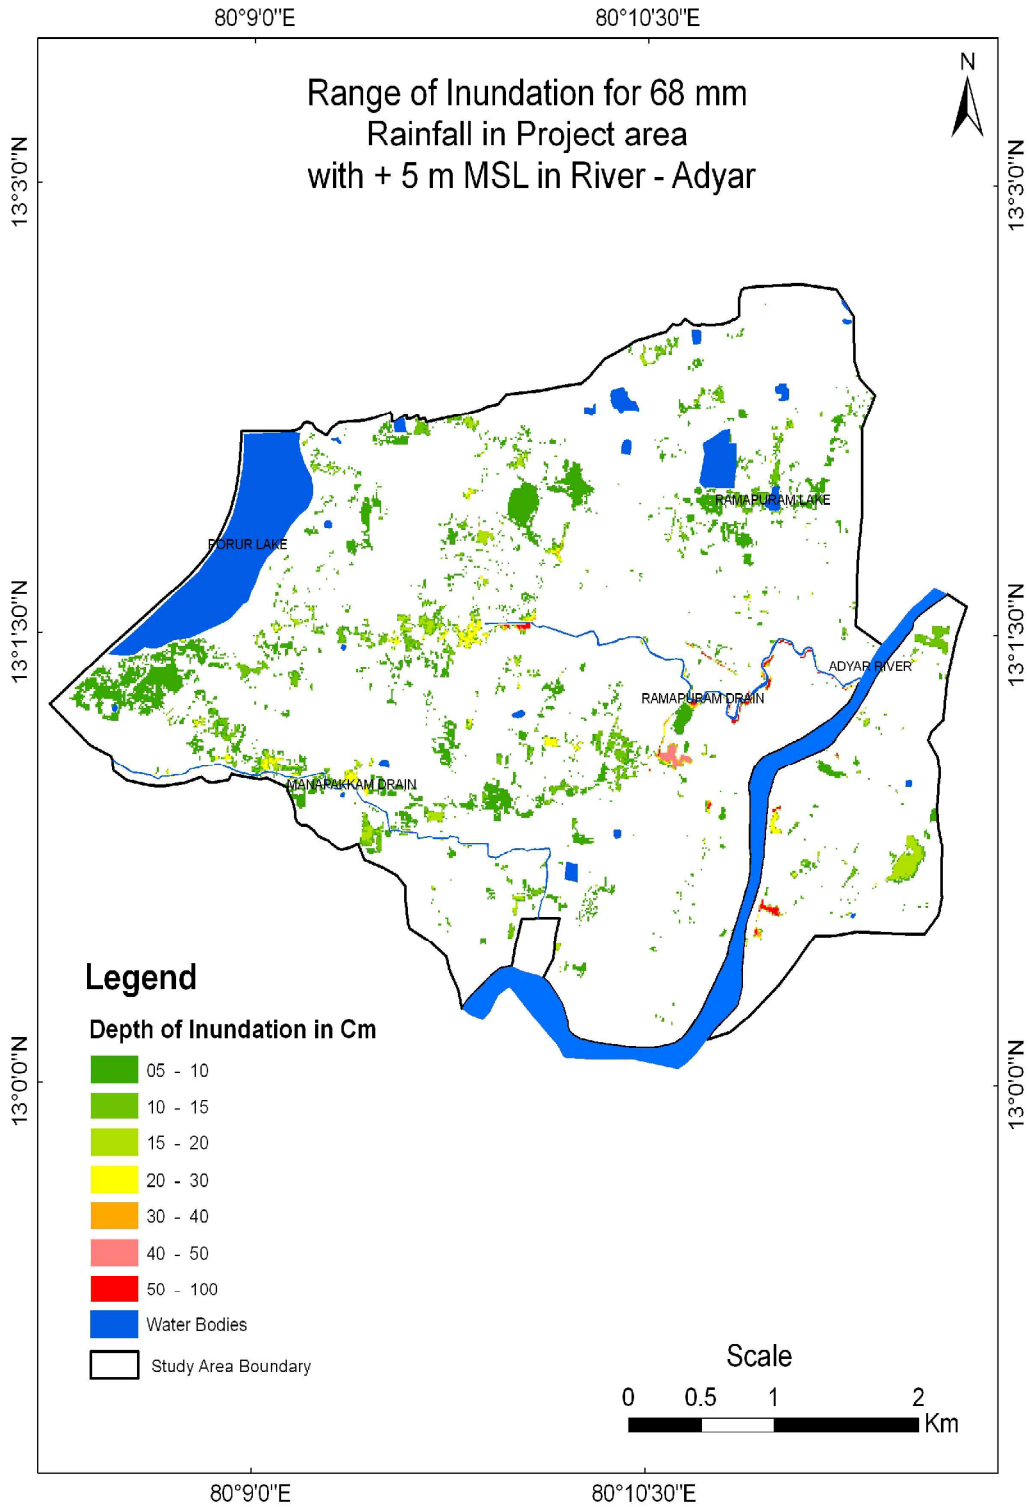 80°9'0"E 80°10'30"E
N
Range of Inundation for 68 mm
Rainfall in Project area
with + 5 m MSL in River - Adyar
13°3'0"N 13°3'0"N
RAMAPURAM LAKE
PORUR LAKE
13°1'30"N 13°1'30"N
ADYAR RIVER
RAMAPURAM DRAIN
MANAPAKKAM DRAIN
Legend
Depth of Inundation in Cm
05 - 10
10 - 15
15 - 20
20 - 30
30 - 40
40 - 50
50 - 100
Water Bodies
Study Area Boundary
13°0'0"N 13°0'0"N
Scale
0 0.5 1 2
Km
80°9'0"E 80°10'30"E